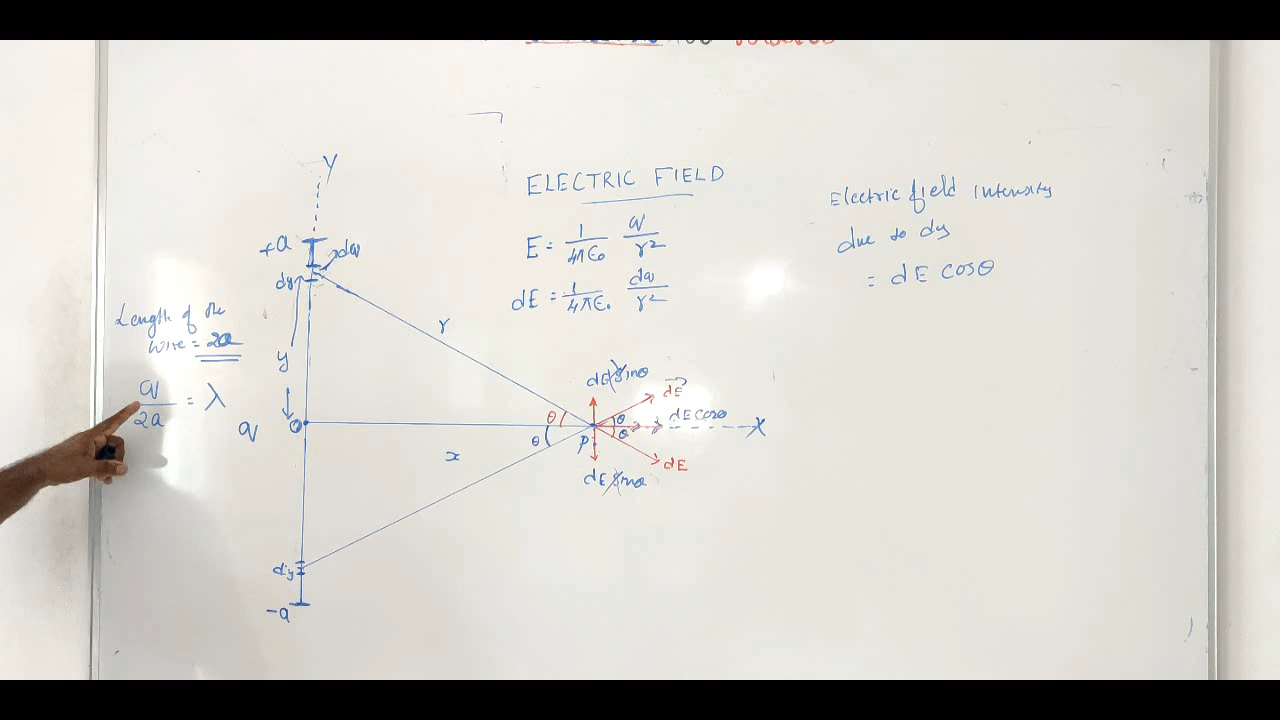 Y
+a
dq
dy
Length of the
wire = 2a
y
q/2a = λ
q
O
r
x
θ
θ
P
dy
-a
ELECTRIC FIELD
E = 1/4πε₀ q/r²
dE = 1/4πε₀ dq/r²
dE sinθ
dE
dE cosθ
θ
θ
X
dE
dE sinθ
Electric field intensity
due to dy
= dE cosθ